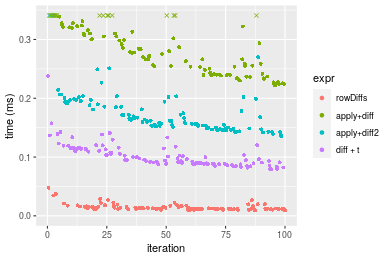 0.3
0.2
0.1
0.0
time (ms)
0
25
50
75
100
iteration
expr
rowDiffs
apply+diff
apply+diff2
diff + t